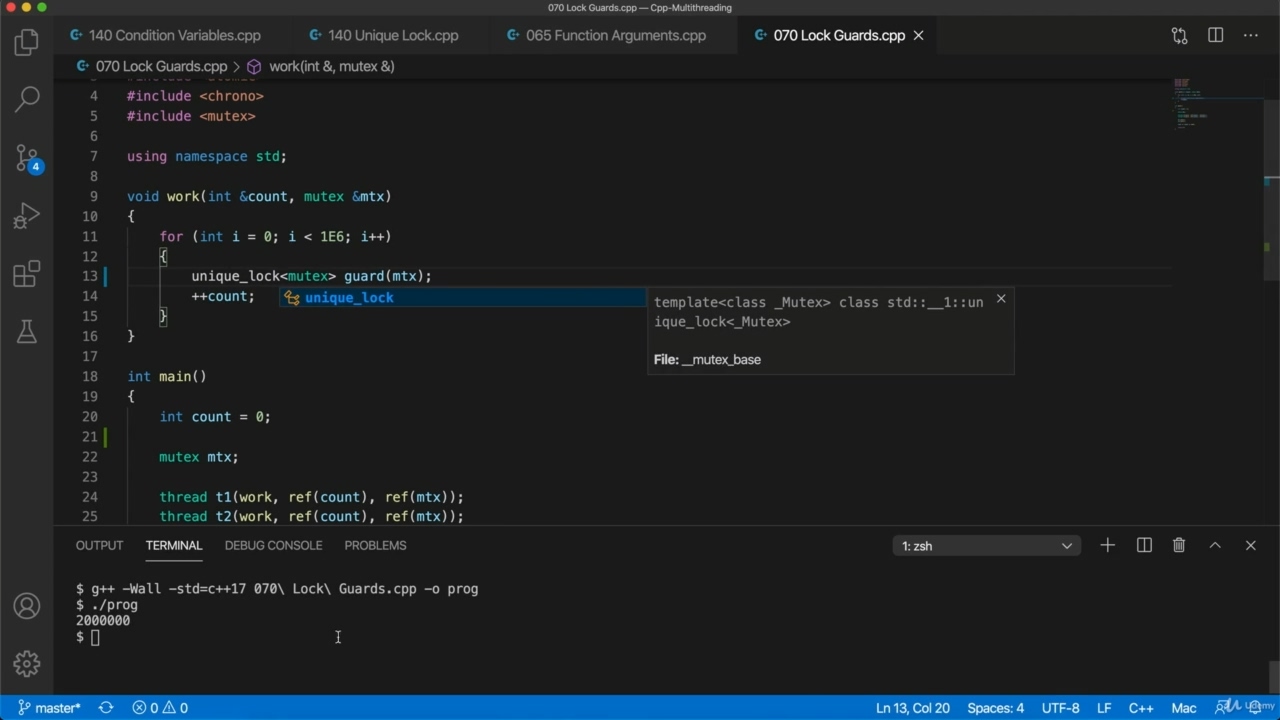 070 Lock Guards.cpp — Cpp-Multithreading
140 Condition Variables.cpp
140 Unique Lock.cpp
065 Function Arguments.cpp
070 Lock Guards.cpp
070 Lock Guards.cpp > work(int &, mutex &)
4 #include <chrono>
5 #include <mutex>
6
7 using namespace std;
8
9 void work(int &count, mutex &mtx)
10 {
11 for (int i = 0; i < 1E6; i++)
12 {
13 unique_lock<mutex> guard(mtx);
14 ++count;
15 }
16 }
17
18 int main()
19 {
20 int count = 0;
21
22 mutex mtx;
23
24 thread t1(work, ref(count), ref(mtx));
25 thread t2(work, ref(count), ref(mtx));
unique_lock
template<class _Mutex> class std::__1::un
ique_lock<_Mutex>
File: __mutex_base
4
OUTPUT TERMINAL DEBUG CONSOLE PROBLEMS 1: zsh
$ g++ -Wall -std=c++17 070\ Lock\ Guards.cpp -o prog
$ ./prog
2000000
$
master* 0 0 Ln 13, Col 20 Spaces: 4 UTF-8 LF C++ Mac
Udemy